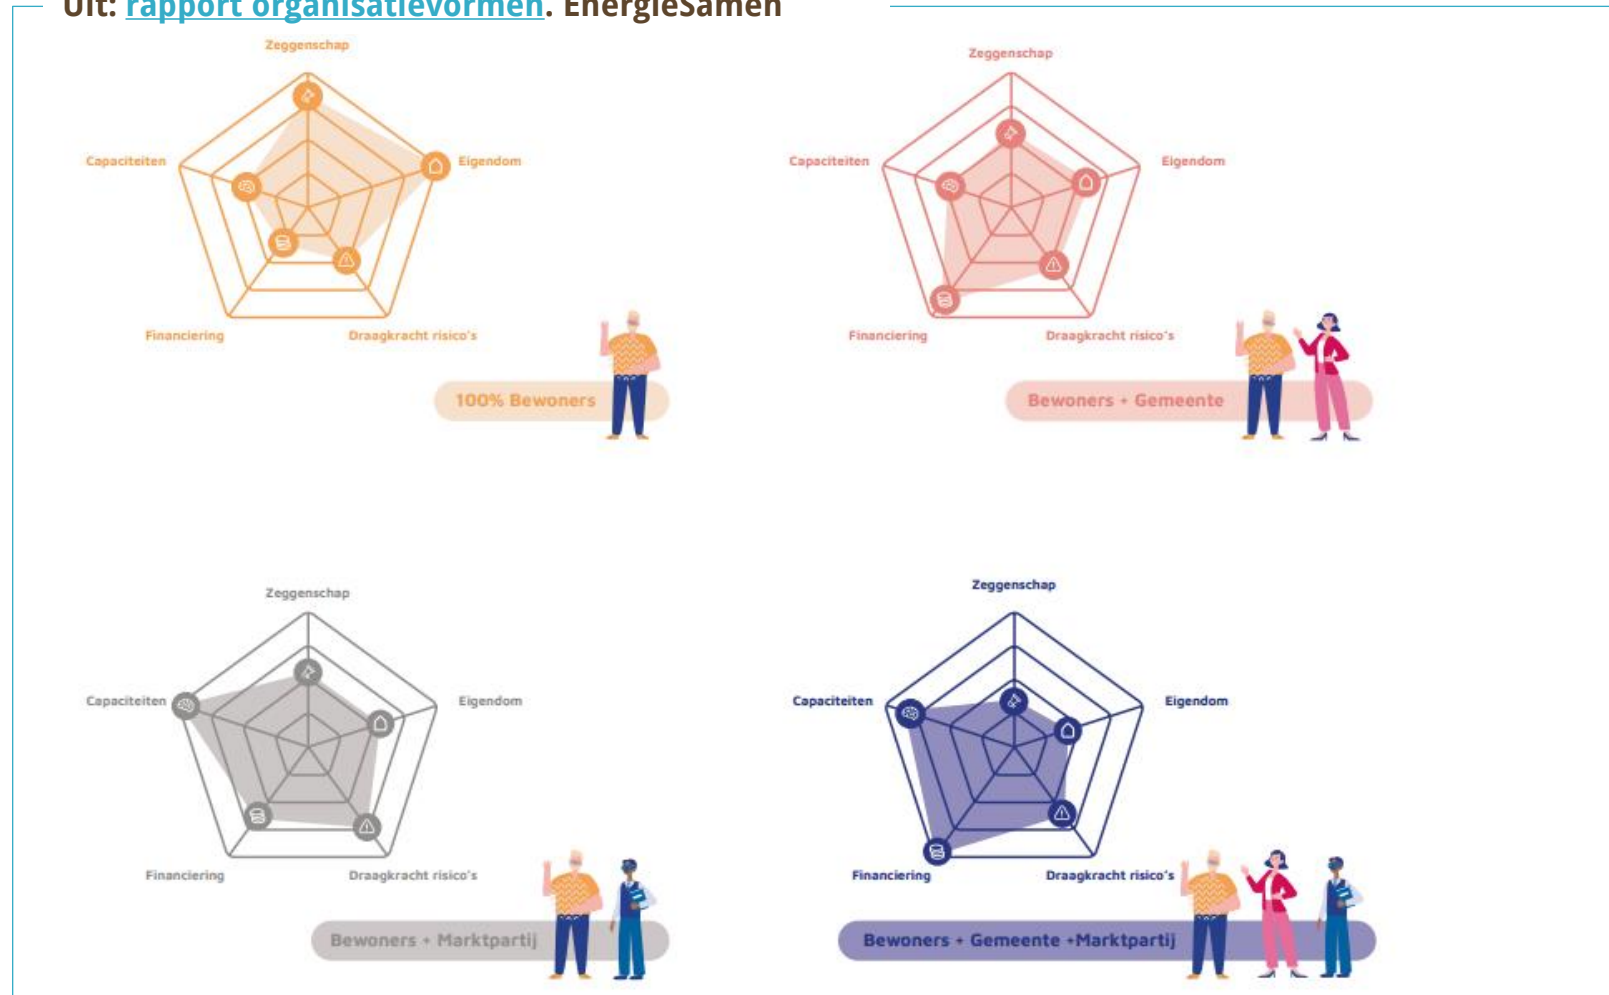 Uit: rapport organisatievormen. EnergieSamen
Zeggenschap
Capaciteiten
Eigendom
Financiering
Draagkracht risico's
100% Bewoners
Zeggenschap
Capaciteiten
Eigendom
Financiering
Draagkracht risico's
Bewoners + Gemeente
Zeggenschap
Capaciteiten
Eigendom
Financiering
Draagkracht risico's
Bewoners + Marktpartij
Zeggenschap
Capaciteiten
Eigendom
Financiering
Draagkracht risico's
Bewoners + Gemeente +Marktpartij